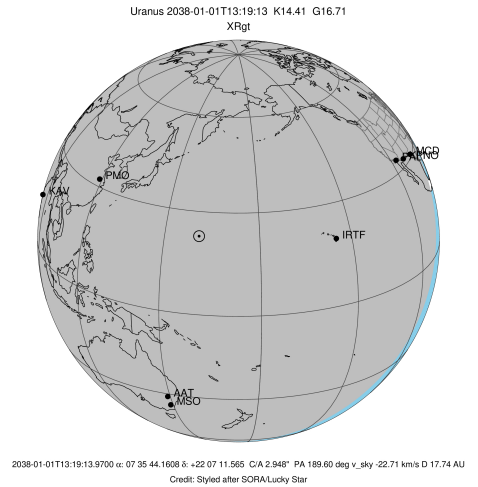 Uranus 2038-01-01T13:19:13 K14.41 G16.71
XRgt
MCD
PMO
KAV
IRTF
AAT
MSO
2038-01-01T13:19:13.9700 α: 07 35 44.1608 δ: +22 07 11.565 C/A 2.948" PA 189.60 deg v_sky -22.71 km/s D 17.74 AU
Credit: Styled after SORA/Lucky Star